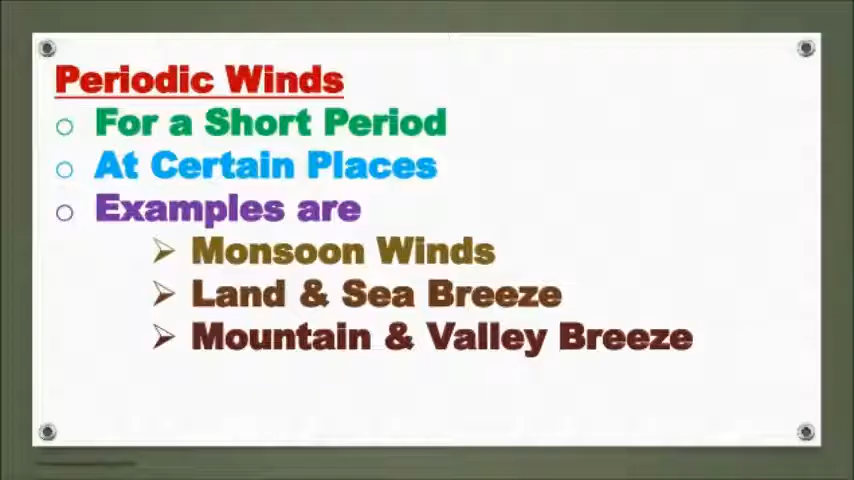 Periodic Winds
o For a Short Period
o At Certain Places
o Examples are
➢ Monsoon Winds
➢ Land & Sea Breeze
➢ Mountain & Valley Breeze